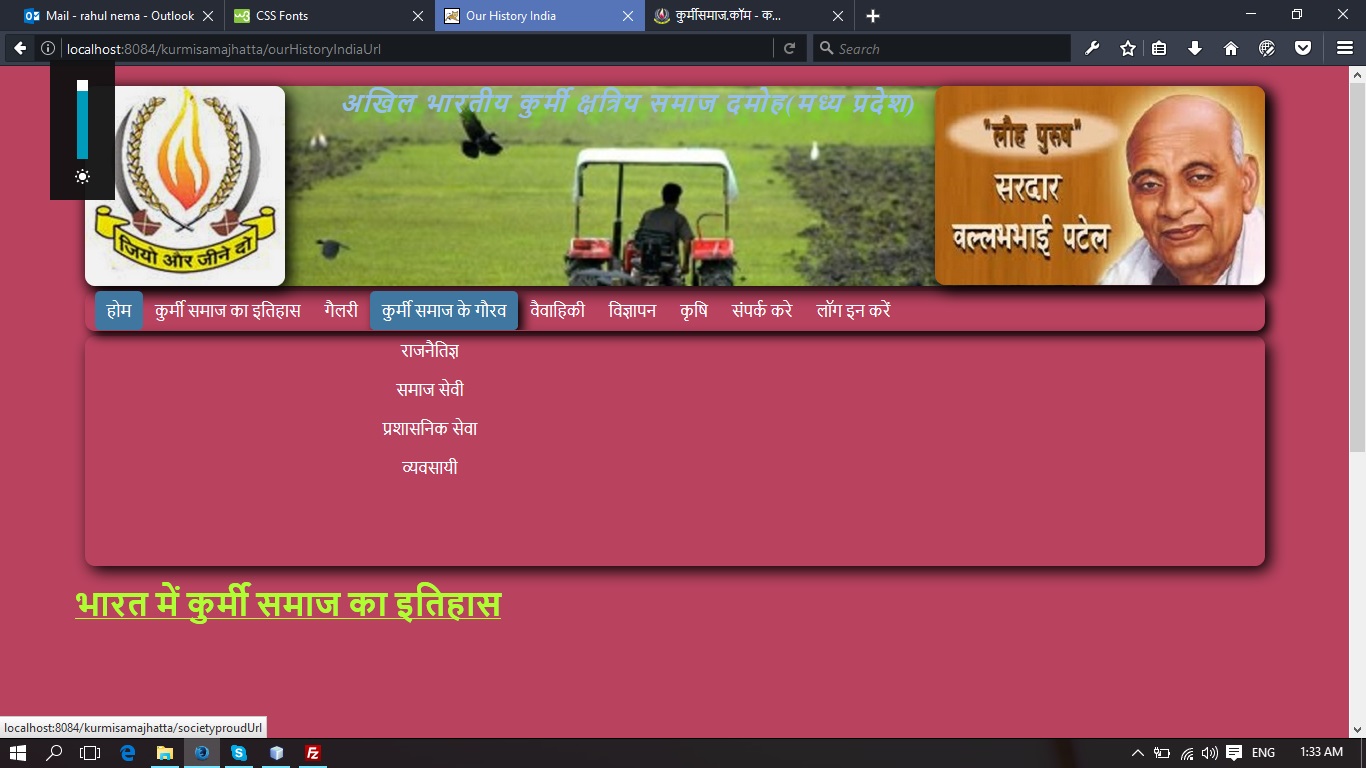 Mail - rahul nema - Outlook
CSS Fonts
Our History India
कुर्मीसमाज.कॉम - क...
localhost:8084/kurmisamajhatta/ourHistoryIndiaUrl
Search
अखिल भारतीय कुर्मी क्षत्रिय समाज दमोह(मध्य प्रदेश)
जियो और जीने दो
"लौह पुरुष"
सरदार
वल्लभभाई पटेल
होम कुर्मी समाज का इतिहास गैलरी कुर्मी समाज के गौरव वैवाहिकी विज्ञापन कृषि संपर्क करे लॉग इन करें
राजनैतिज्ञ
समाज सेवी
प्रशासनिक सेवा
व्यवसायी
भारत में कुर्मी समाज का इतिहास
localhost:8084/kurmisamajhatta/societyproudUrl
ENG
1:33 AM